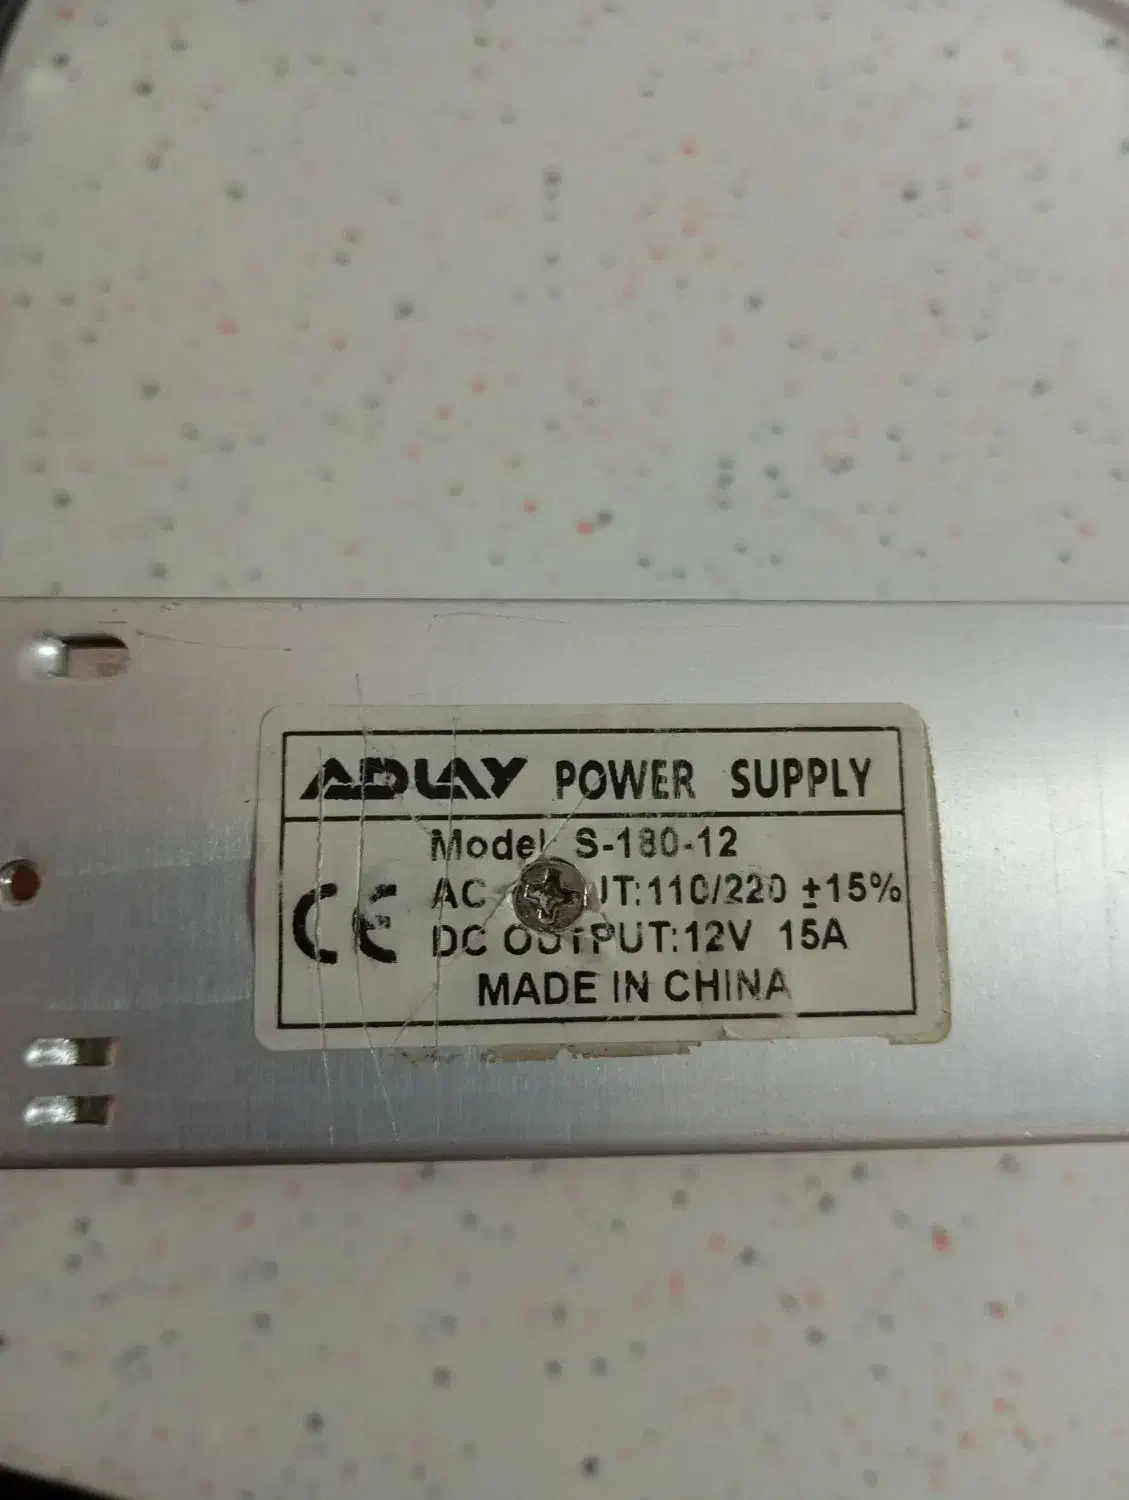 ADLAY POWER SUPPLY
Model S-180-12
AC UT:110/220 ±15%
CE
DC OUTPUT:12V 15A
MADE IN CHINA